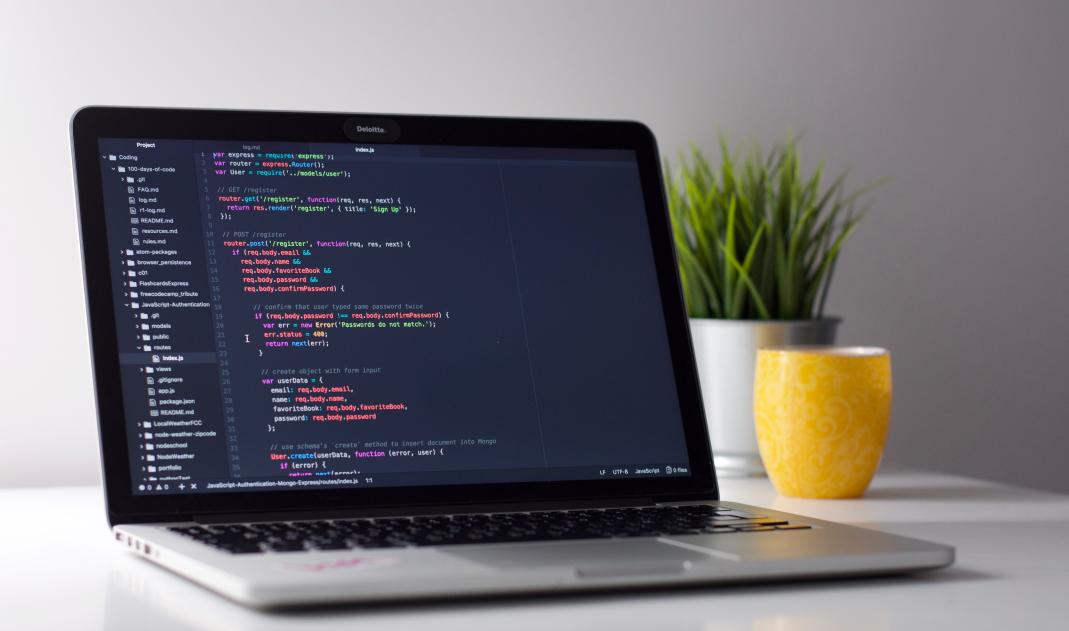 Deloitte.
Project
Coding
100-days-of-code
.git
FAQ.md
log.md
r1-log.md
README.md
resources.md
rules.md
atom-packages
browser_persistence
c01
FlashcardsExpress
freecodecamp_tribute
JavaScript-Authentication
.git
models
public
routes
index.js
views
.gitignore
app.js
package.json
README.md
LocalWeatherFCC
node-weather-zipcode
nodeschool
NodeWeather
portfolio
pythonTest
log.md
index.js
1 var express = require('express');
2 var router = express.Router();
3 var User = require('../models/user');
4
5 // GET /register
6 router.get('/register', function(req, res, next) {
7 return res.render('register', { title: 'Sign Up' });
8 });
9
10 // POST /register
11 router.post('/register', function(req, res, next) {
12 if (req.body.email &&
13 req.body.name &&
14 req.body.favoriteBook &&
15 req.body.password &&
16 req.body.confirmPassword) {
17
18 // confirm that user typed same password twice
19 if (req.body.password !== req.body.confirmPassword) {
20 var err = new Error('Passwords do not match.');
21 err.status = 400;
22 return next(err);
23 }
24
25 // create object with form input
26 var userData = {
27 email: req.body.email,
28 name: req.body.name,
29 favoriteBook: req.body.favoriteBook,
30 password: req.body.password
31 };
32
33 // use schema's `create` method to insert document into Mongo
34 User.create(userData, function (error, user) {
35 if (error) {
return next(error);
0 0 JavaScript-Authentication-Mongo-Express/routes/index.js 1:1
LF UTF-8 JavaScript 0 files